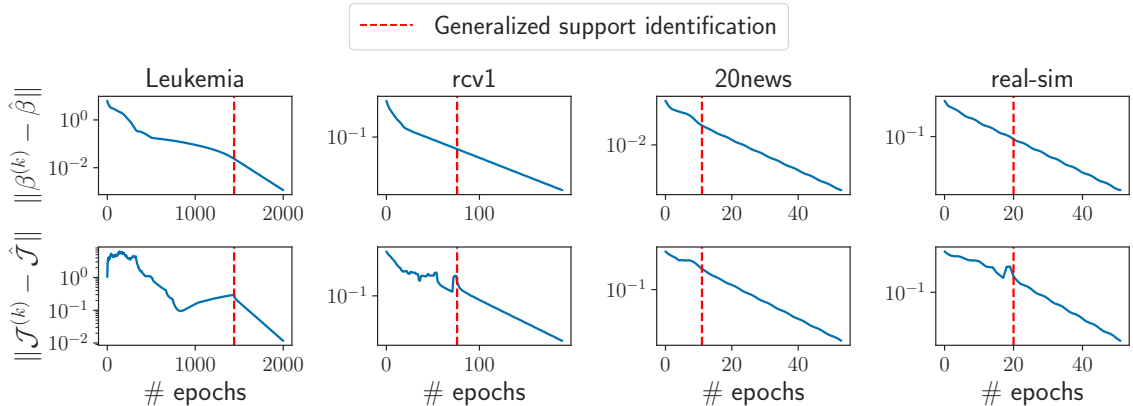 Generalized support identification
Leukemia rcv1 20news real-sim
‖β^(k) − β̂‖
10^0
10^−2
10^−1
10^−2
10^−1
0 1000 2000
0 100
0 20 40
0 20 40
‖𝒥^(k) − 𝒥̂‖
10^0
10^−1
10^−2
10^−1
10^−1
10^−1
0 1000 2000
0 100
0 20 40
0 20 40
# epochs # epochs # epochs # epochs